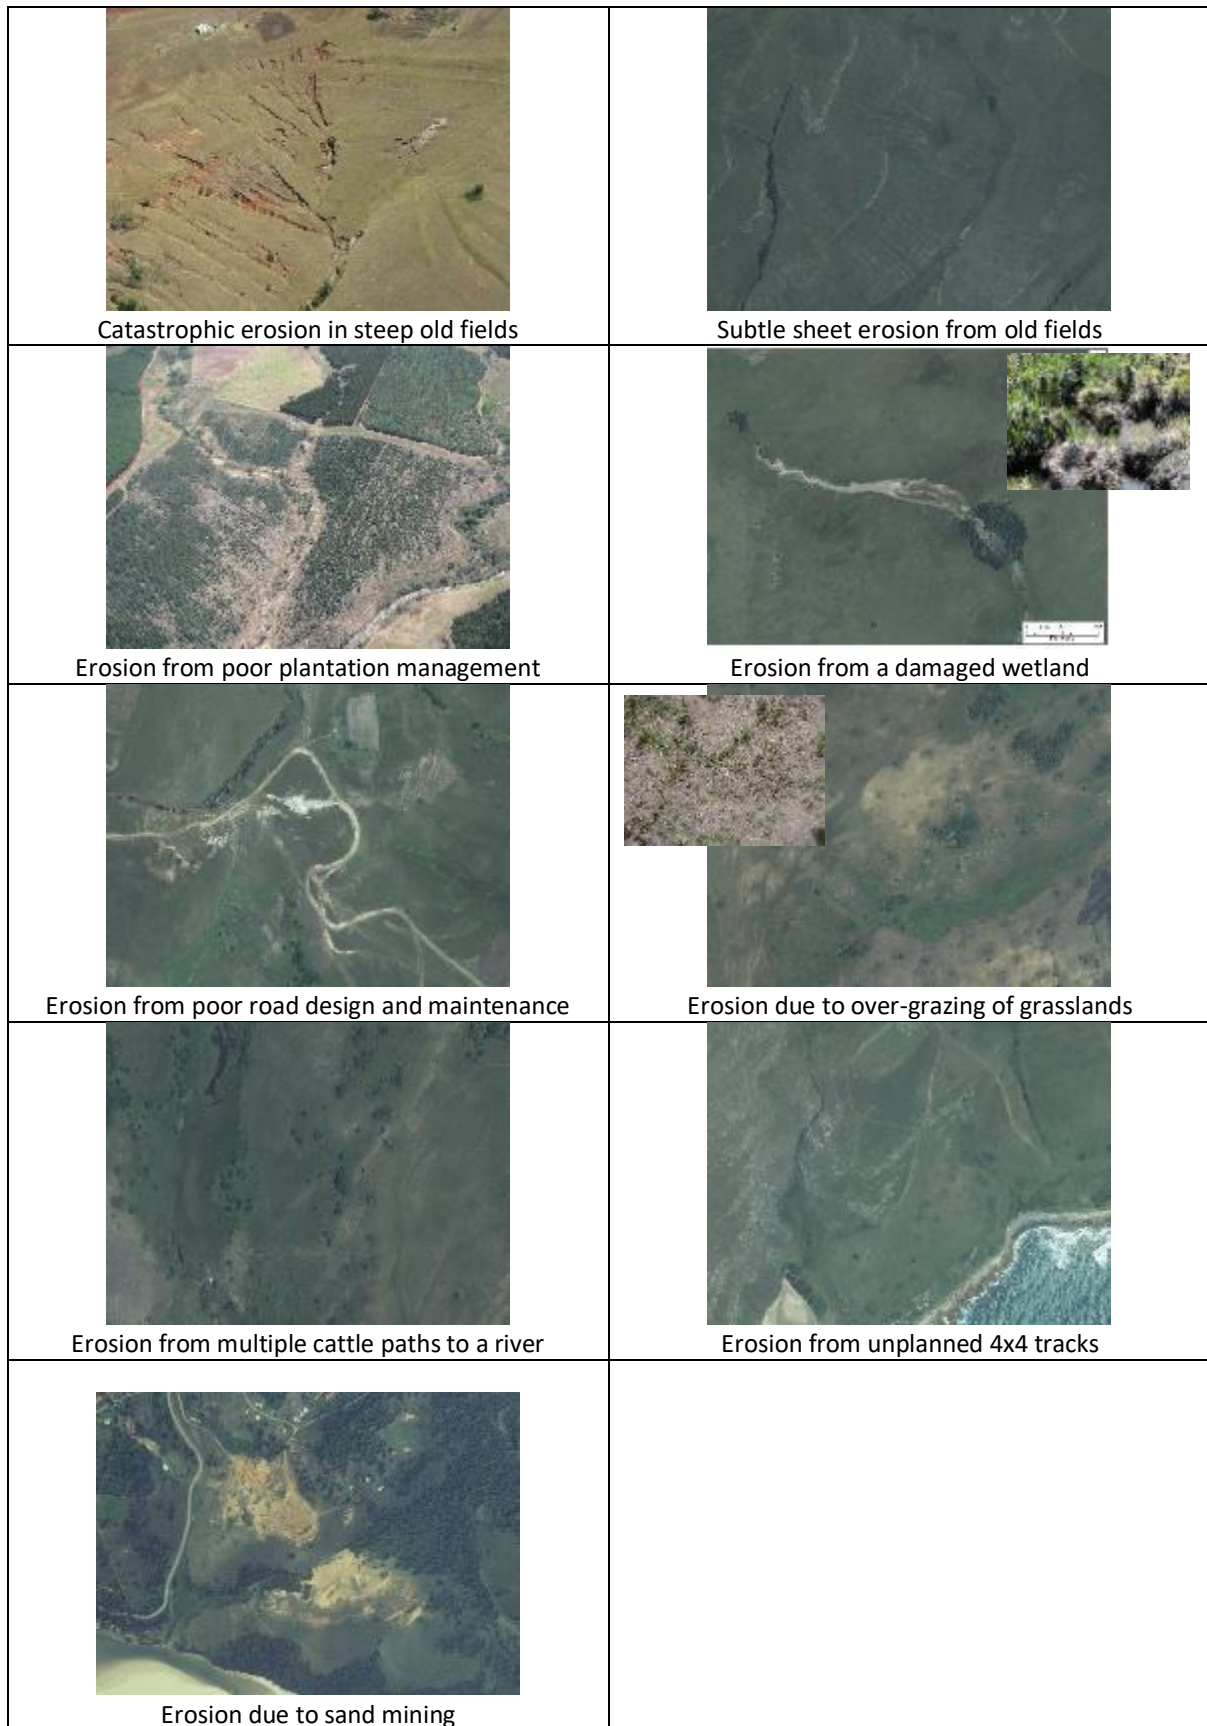 Catastrophic erosion in steep old fields
Subtle sheet erosion from old fields
Erosion from poor plantation management
Erosion from a damaged wetland
Erosion from poor road design and maintenance
Erosion due to over-grazing of grasslands
Erosion from multiple cattle paths to a river
Erosion from unplanned 4x4 tracks
Erosion due to sand mining